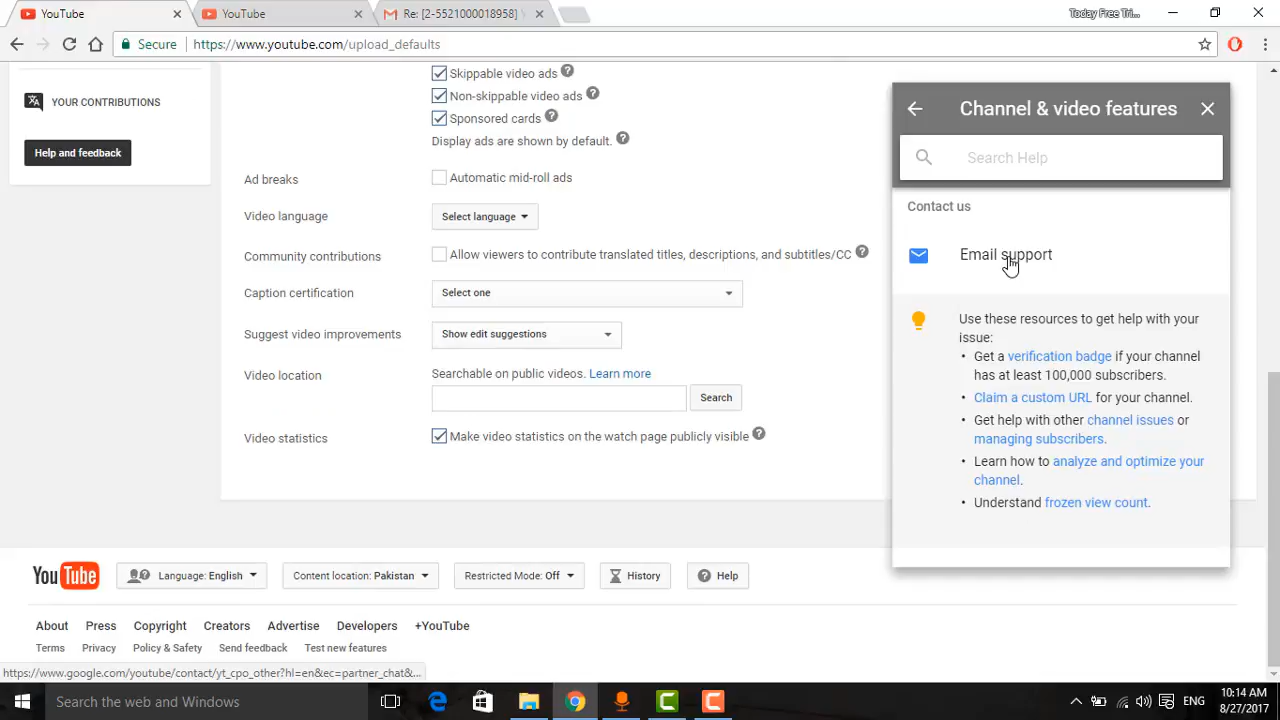 YouTube
YouTube
Re: [2-5521000018958]
Today Free Tri...
Secure
https://www.youtube.com/upload_defaults
YOUR CONTRIBUTIONS
Help and feedback
Skippable video ads
Non-skippable video ads
Sponsored cards
Display ads are shown by default.
Ad breaks
Automatic mid-roll ads
Video language
Select language
Community contributions
Allow viewers to contribute translated titles, descriptions, and subtitles/CC
Caption certification
Select one
Suggest video improvements
Show edit suggestions
Video location
Searchable on public videos. Learn more
Search
Video statistics
Make video statistics on the watch page publicly visible
Channel & video features
Search Help
Contact us
Email support
Use these resources to get help with your
issue:
• Get a verification badge if your channel
has at least 100,000 subscribers.
• Claim a custom URL for your channel.
• Get help with other channel issues or
managing subscribers.
• Learn how to analyze and optimize your
channel.
• Understand frozen view count.
YouTube
Language: English
Content location: Pakistan
Restricted Mode: Off
History
Help
About Press Copyright Creators Advertise Developers +YouTube
Terms Privacy Policy & Safety Send feedback Test new features
https://www.google.com/youtube/contact/yt_cpo_other?hl=en&ec=partner_chat&...
Search the web and Windows
ENG
10:14 AM
8/27/2017